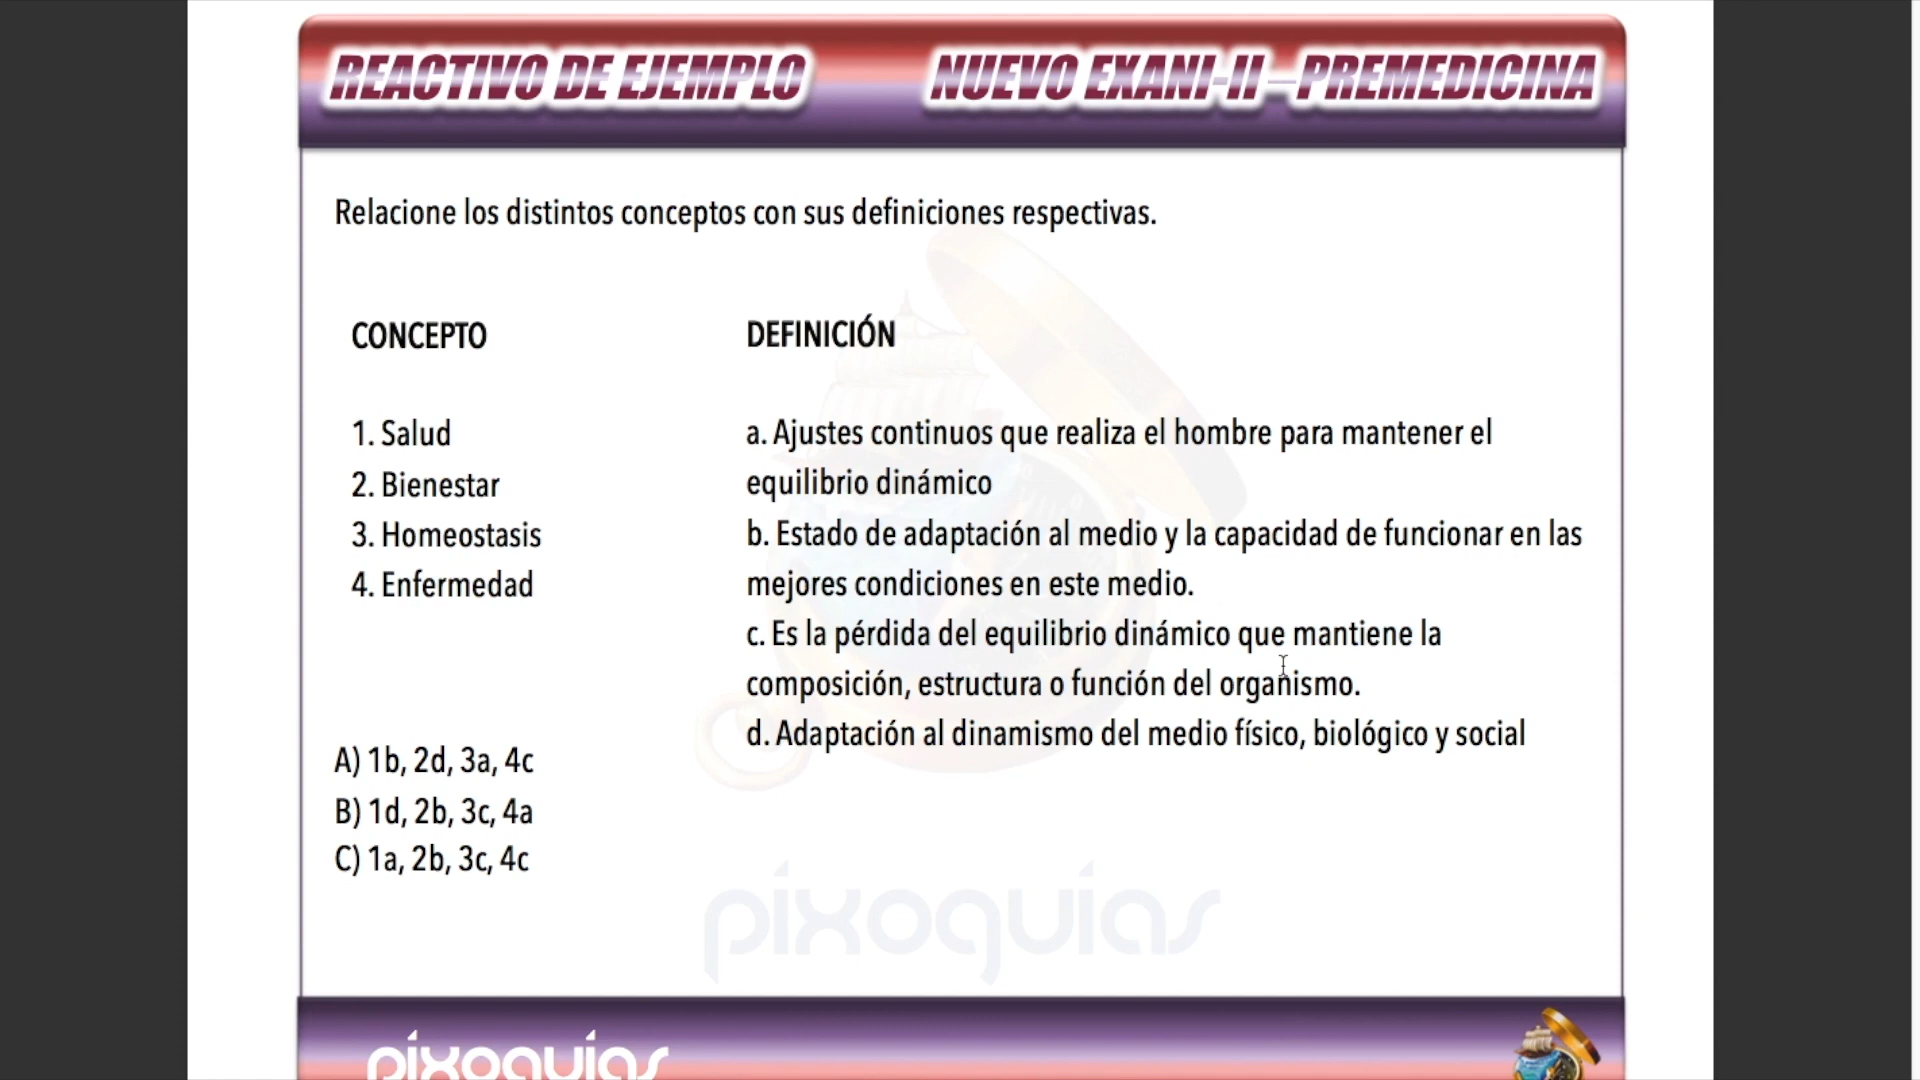 REACTIVO DE EJEMPLO
NUEVO EXANI-II – PREMEDICINA
Relacione los distintos conceptos con sus definiciones respectivas.
CONCEPTO
1. Salud
2. Bienestar
3. Homeostasis
4. Enfermedad
DEFINICIÓN
a. Ajustes continuos que realiza el hombre para mantener el
equilibrio dinámico
b. Estado de adaptación al medio y la capacidad de funcionar en las
mejores condiciones en este medio.
c. Es la pérdida del equilibrio dinámico que mantiene la
composición, estructura o función del organismo.
d. Adaptación al dinamismo del medio físico, biológico y social
A) 1b, 2d, 3a, 4c
B) 1d, 2b, 3c, 4a
C) 1a, 2b, 3c, 4c
pixoguias
pixoguias